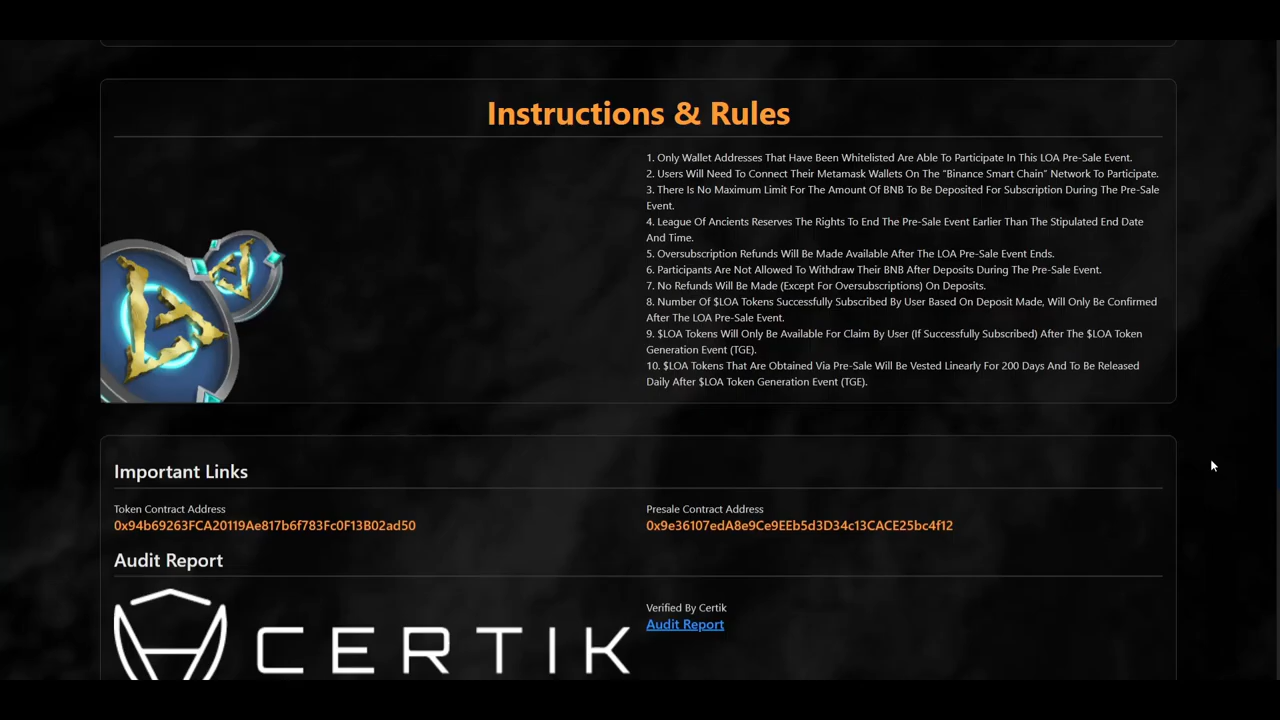 Instructions & Rules
1. Only Wallet Addresses That Have Been Whitelisted Are Able To Participate In This LOA Pre-Sale Event.
2. Users Will Need To Connect Their Metamask Wallets On The “Binance Smart Chain” Network To Participate.
3. There Is No Maximum Limit For The Amount Of BNB To Be Deposited For Subscription During The Pre-Sale
Event.
4. League Of Ancients Reserves The Rights To End The Pre-Sale Event Earlier Than The Stipulated End Date
And Time.
5. Oversubscription Refunds Will Be Made Available After The LOA Pre-Sale Event Ends.
6. Participants Are Not Allowed To Withdraw Their BNB After Deposits During The Pre-Sale Event.
7. No Refunds Will Be Made (Except For Oversubscriptions) On Deposits.
8. Number Of $LOA Tokens Successfully Subscribed By User Based On Deposit Made, Will Only Be Confirmed
After The LOA Pre-Sale Event.
9. $LOA Tokens Will Only Be Available For Claim By User (If Successfully Subscribed) After The $LOA Token
Generation Event (TGE).
10. $LOA Tokens That Are Obtained Via Pre-Sale Will Be Vested Linearly For 200 Days And To Be Released
Daily After $LOA Token Generation Event (TGE).
Important Links
Token Contract Address
0x94b69263FCA20119Ae817b6f783Fc0F13B02ad50
Presale Contract Address
0x9e36107edA8e9Ce9EEb5d3D34c13CACE25bc4f12
Audit Report
CERTIK
Verified By Certik
Audit Report